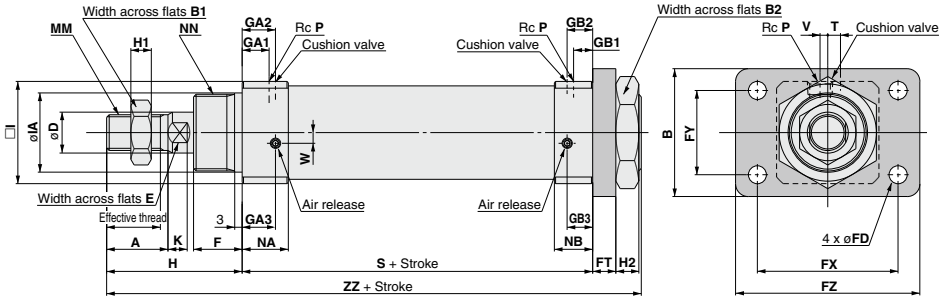 Width across flats B1
MM
H1
NN
GA2
GA1
Rc P
Cushion valve
Rc P
GB2
Cushion valve
GB1
Width across flats B2
Rc P
V
T
Cushion valve
□I
øIA
øD
W
B
FY
Width across flats E
Effective thread
3
GA3
Air release
Air release
GB3
4 x øFD
A
K
F
NA
NB
FT
H2
H
S + Stroke
FX
ZZ + Stroke
FZ